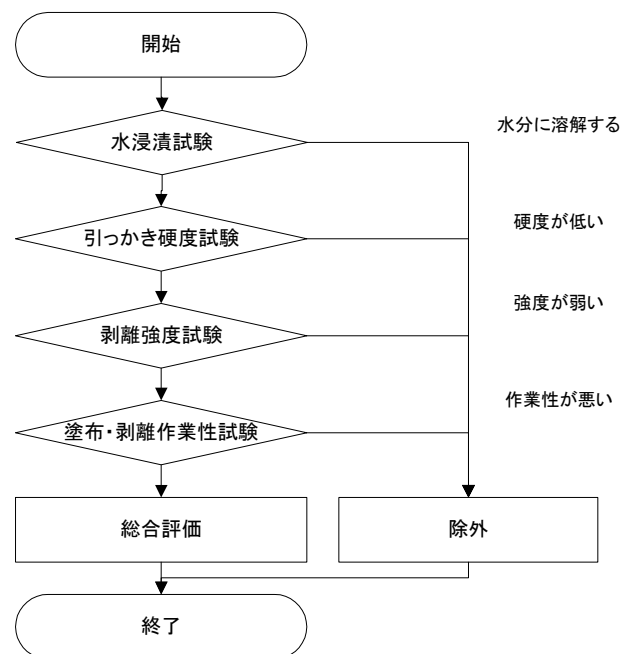 開始
水浸漬試験
水分に溶解する
引っかき硬度試験
硬度が低い
剥離強度試験
強度が弱い
塗布・剥離作業性試験
作業性が悪い
総合評価
除外
終了